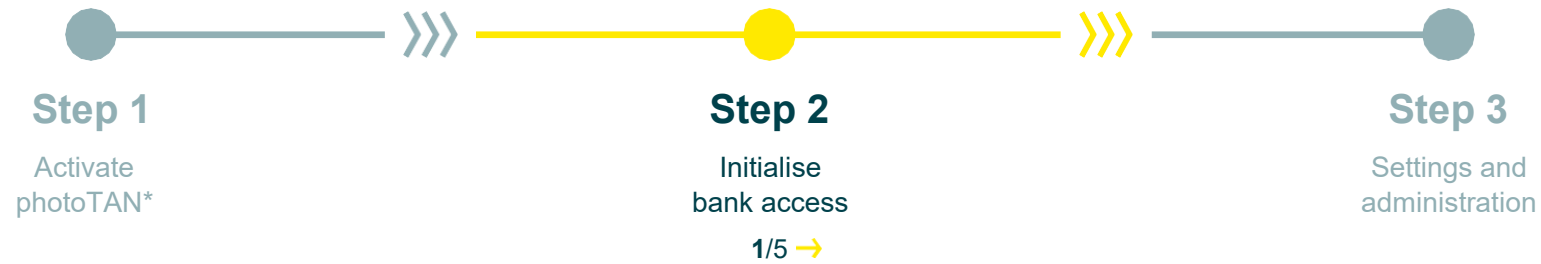 Step 1
Activate
photoTAN*
Step 2
Initialise
bank access
1/5
Step 3
Settings and
administration